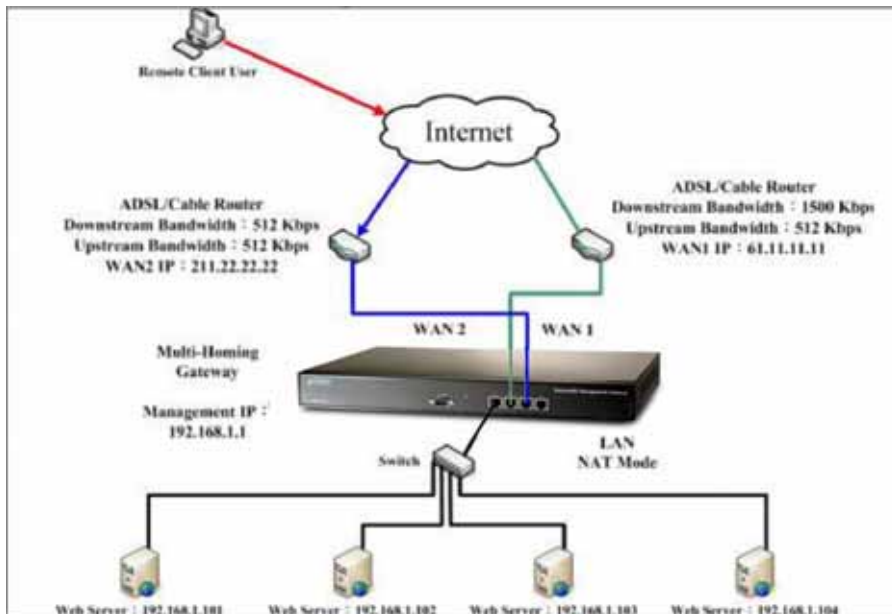 Remote Client User
Internet
ADSL/Cable Router
Downstream Bandwidth：512 Kbps
Upstream Bandwidth：512 Kbps
WAN2 IP：211.22.22.22
ADSL/Cable Router
Downstream Bandwidth：1500 Kbps
Upstream Bandwidth：512 Kbps
WAN1 IP：61.11.11.11
WAN 2
WAN 1
Multi-Homing
Gateway
Management IP：
192.168.1.1
LAN
NAT Mode
Switch
Web Server：192.168.1.101
Web Server：192.168.1.102
Web Server：192.168.1.103
Web Server：192.168.1.104